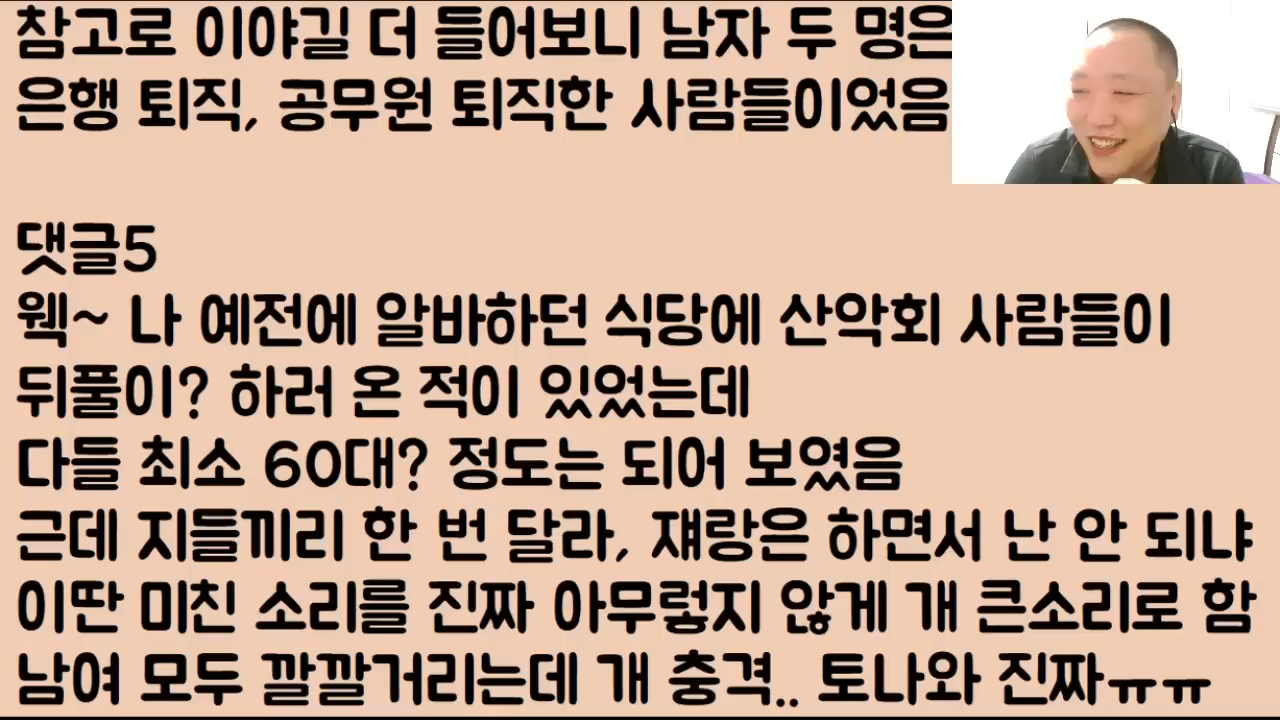 참고로 이야길 더 들어보니 남자 두 명은
은행 퇴직, 공무원 퇴직한 사람들이었음
댓글5
웩~ 나 예전에 알바하던 식당에 산악회 사람들이
뒤풀이? 하러 온 적이 있었는데
다들 최소 60대? 정도는 되어 보였음
근데 지들끼리 한 번 달라, 쟤랑은 하면서 난 안 되냐
이딴 미친 소리를 진짜 아무렇지 않게 개 큰소리로 함
남여 모두 깔깔거리는데 개 충격.. 토나와 진짜ㅠㅠ